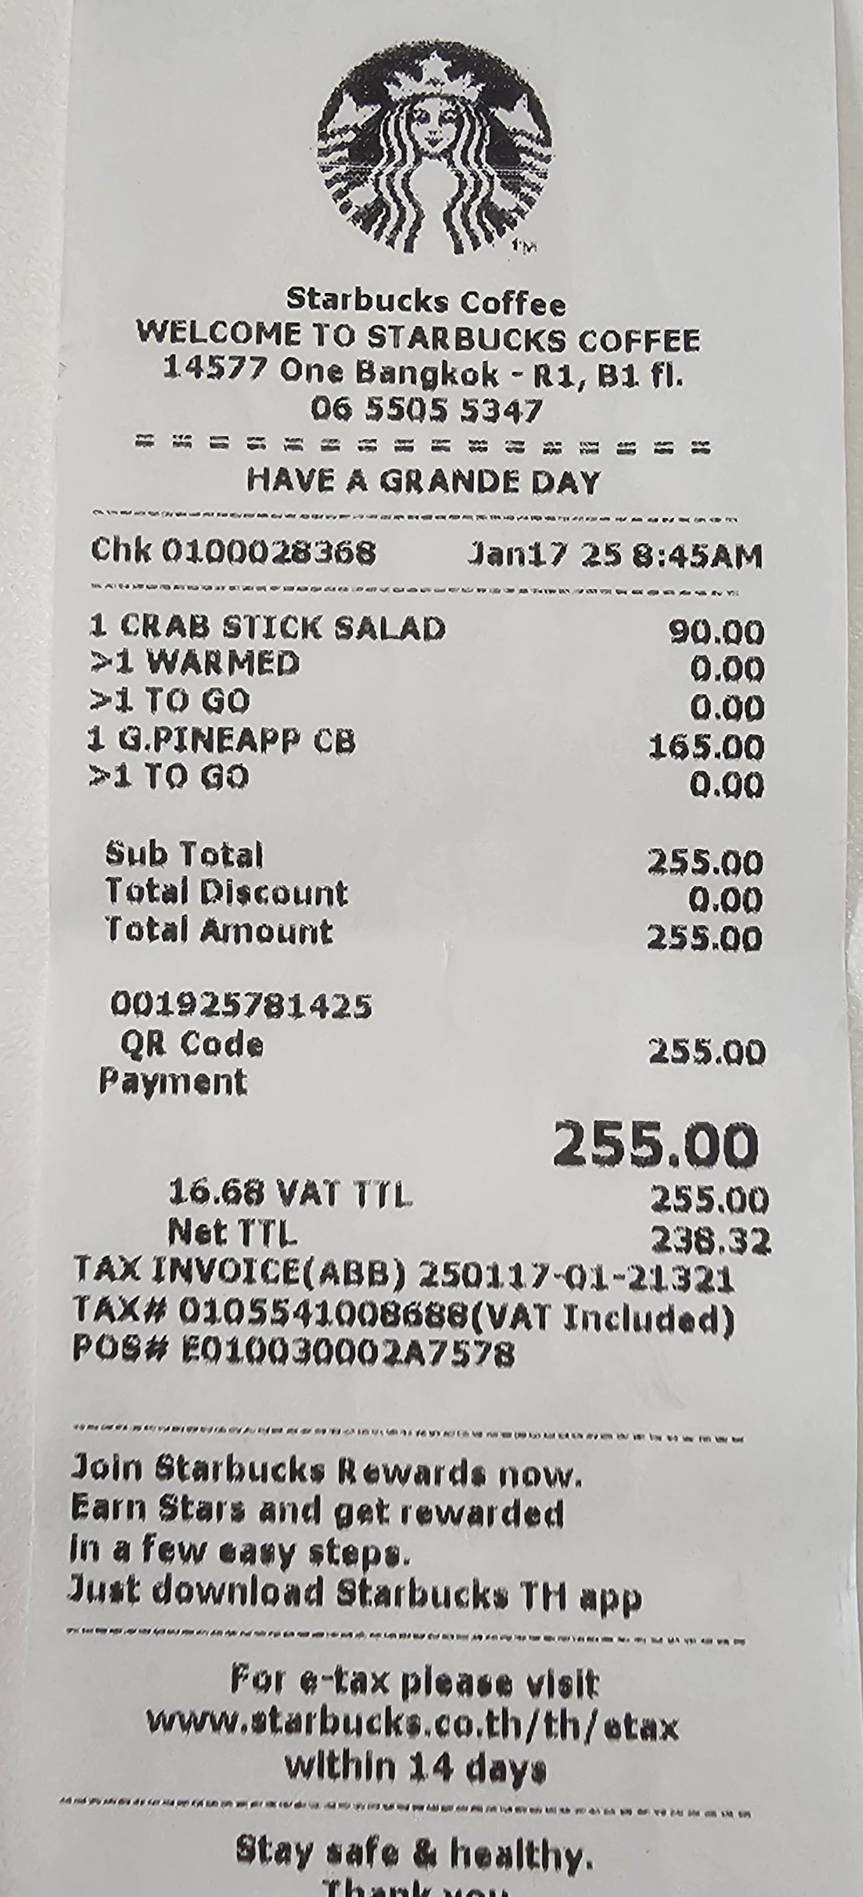 TM
Starbucks Coffee
WELCOME TO STARBUCKS COFFEE
14577 One Bangkok - R1, B1 fl.
06 5505 5347
= = = = = = = = = = = = = = = =
HAVE A GRANDE DAY
Chk 0100028368 Jan17 25 8:45AM
1 CRAB STICK SALAD 90.00
>1 WARMED 0.00
>1 TO GO 0.00
1 G.PINEAPP CB 165.00
>1 TO GO 0.00
Sub Total 255.00
Total Discount 0.00
Total Amount 255.00
001925781425
QR Code 255.00
Payment
255.00
16.68 VAT TTL 255.00
Net TTL 238.32
TAX INVOICE(ABB) 250117-01-21321
TAX# 0105541008688(VAT Included)
POS# E010030002A7578
Join Starbucks Rewards now.
Earn Stars and get rewarded
in a few easy steps.
Just download Starbucks TH app
For e-tax please visit
www.starbucks.co.th/th/etax
within 14 days
Stay safe & healthy.
Thank you